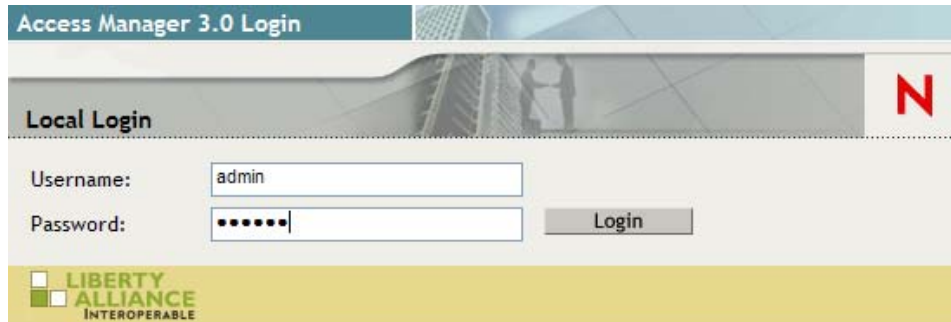 Access Manager 3.0 Login
N
Local Login
Username: admin
Password: ••••••
Login
LIBERTY
ALLIANCE
INTEROPERABLE